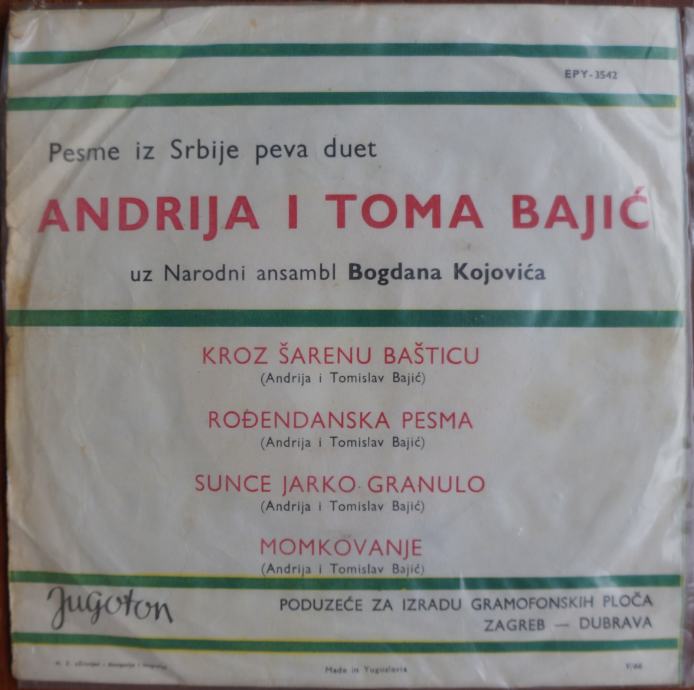 EPY-3542
Pesme iz Srbije peva duet
ANDRIJA I TOMA BAJIĆ
uz Narodni ansambl Bogdana Kojovića
KROZ ŠARENU BAŠTICU
(Andrija i Tomislav Bajić)
ROĐENDANSKA PESMA
(Andrija i Tomislav Bajić)
SUNCE JARKO GRANULO
(Andrija i Tomislav Bajić)
MOMKOVANJE
(Andrija i Tomislav Bajić)
Jugoton
PODUZEĆE ZA IZRADU GRAMOFONSKIH PLOČA
ZAGREB — DUBRAVA
Made in Yugoslavia
V/66